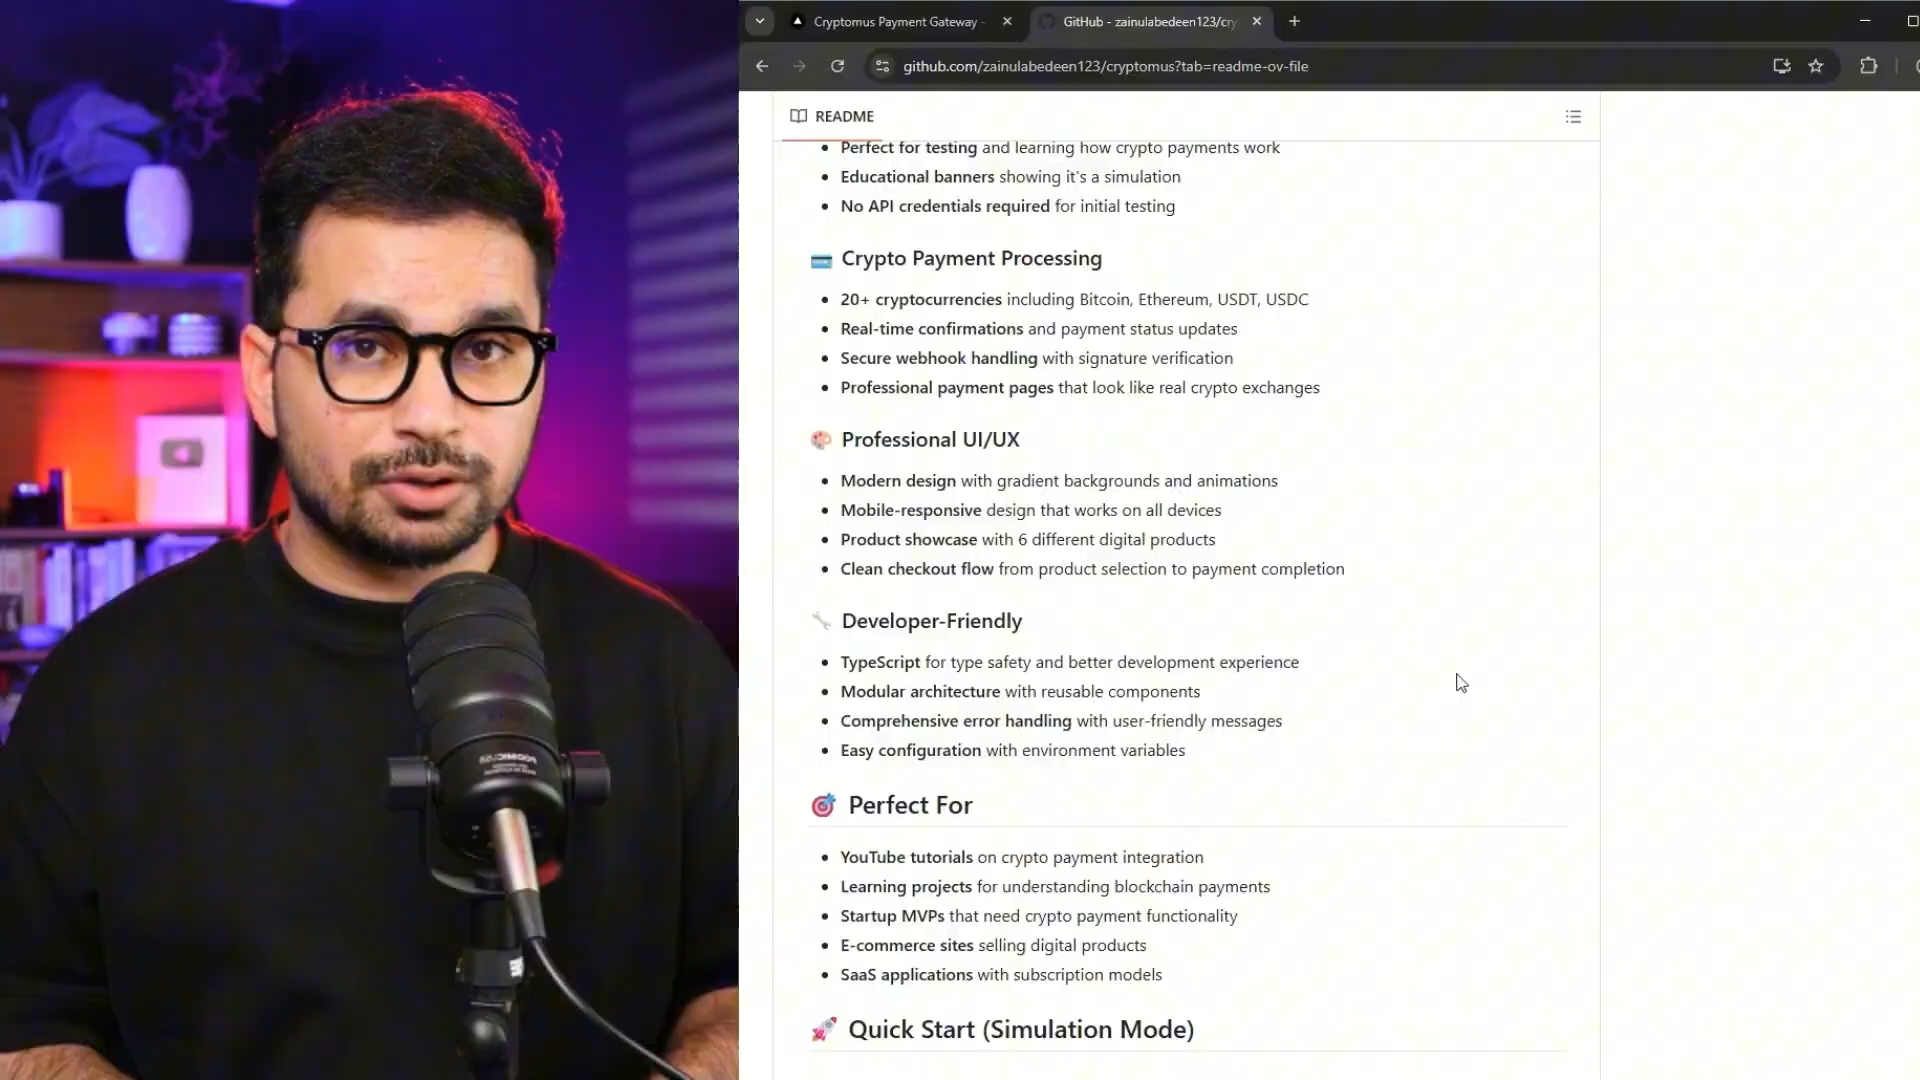 Cryptomus Payment Gateway -
GitHub - zainulabedeen123/cry
github.com/zainulabedeen123/cryptomus?tab=readme-ov-file
README
Perfect for testing and learning how crypto payments work
Educational banners showing it's a simulation
No API credentials required for initial testing
Crypto Payment Processing
20+ cryptocurrencies including Bitcoin, Ethereum, USDT, USDC
Real-time confirmations and payment status updates
Secure webhook handling with signature verification
Professional payment pages that look like real crypto exchanges
Professional UI/UX
Modern design with gradient backgrounds and animations
Mobile-responsive design that works on all devices
Product showcase with 6 different digital products
Clean checkout flow from product selection to payment completion
Developer-Friendly
TypeScript for type safety and better development experience
Modular architecture with reusable components
Comprehensive error handling with user-friendly messages
Easy configuration with environment variables
Perfect For
YouTube tutorials on crypto payment integration
Learning projects for understanding blockchain payments
Startup MVPs that need crypto payment functionality
E-commerce sites selling digital products
SaaS applications with subscription models
Quick Start (Simulation Mode)